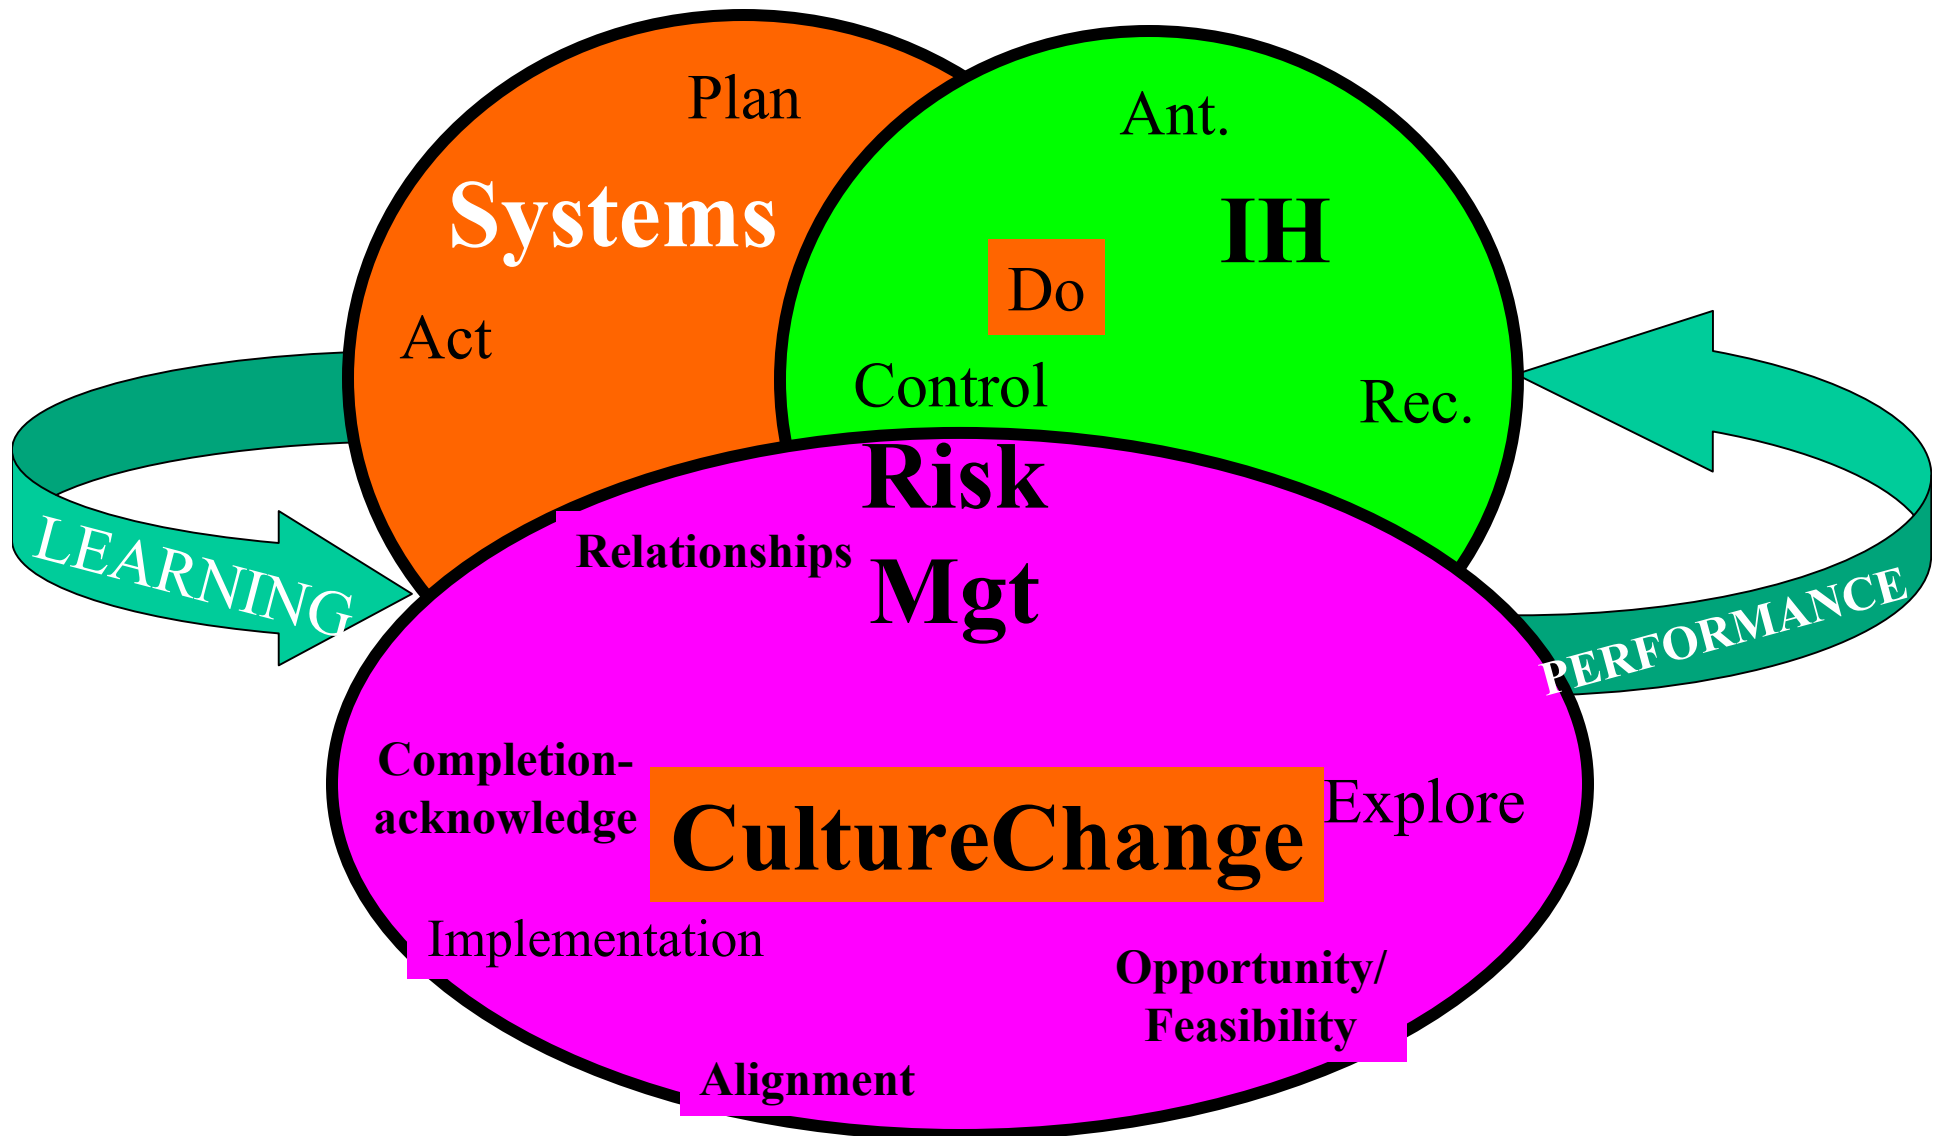 Plan
Ant.
Systems
IH
Do
Act
Control
Rec.
Risk
Mgt
Relationships
LEARNING
PERFORMANCE
Completion-
acknowledge
CultureChange
Explore
Implementation
Opportunity/
Feasibility
Alignment